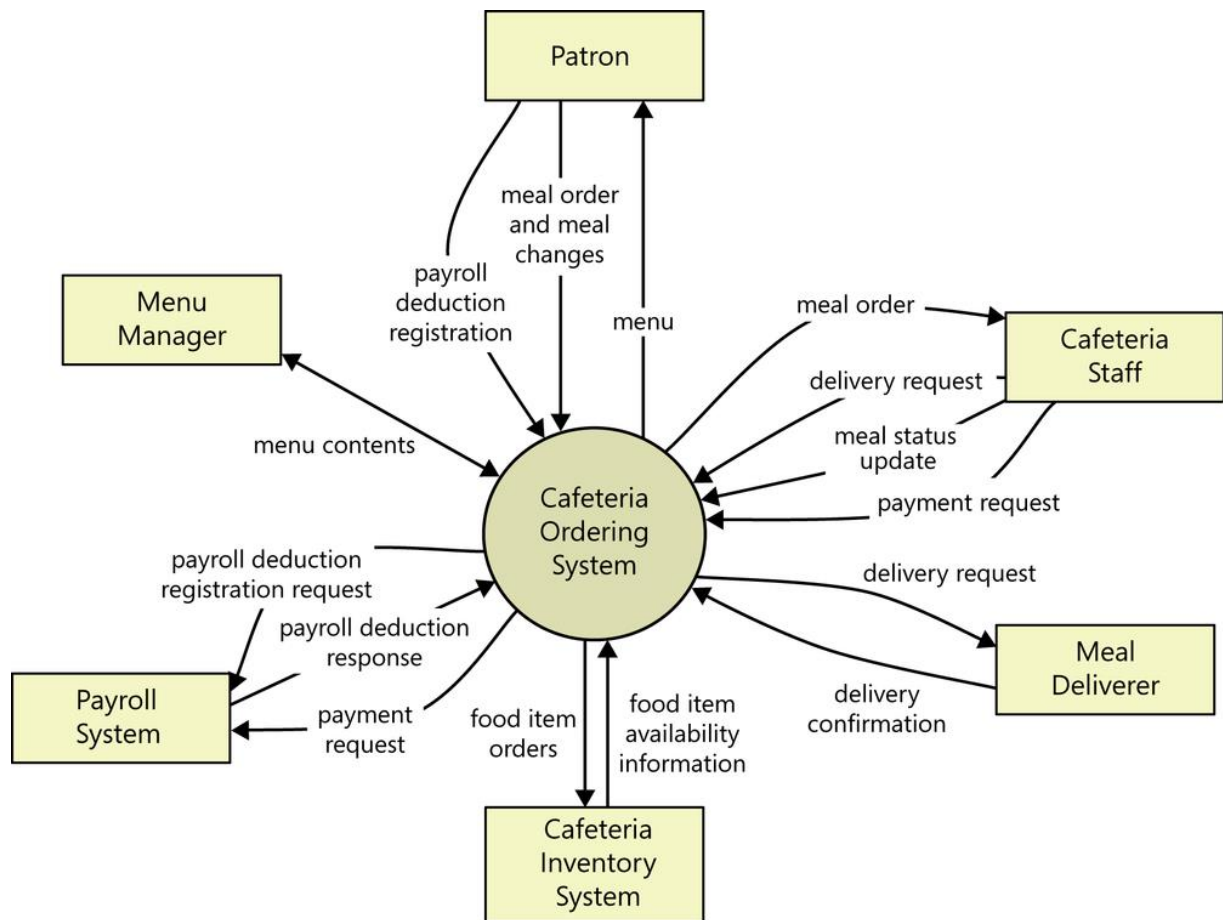 Patron
meal order
and meal
changes
payroll
deduction
registration
menu
Menu
Manager
menu contents
meal order
Cafeteria
Staff
delivery request
meal status
update
payment request
Cafeteria
Ordering
System
payroll deduction
registration request
payroll deduction
response
delivery request
Meal
Deliverer
delivery
confirmation
Payroll
System
payment
request
food item
orders
food item
availability
information
Cafeteria
Inventory
System